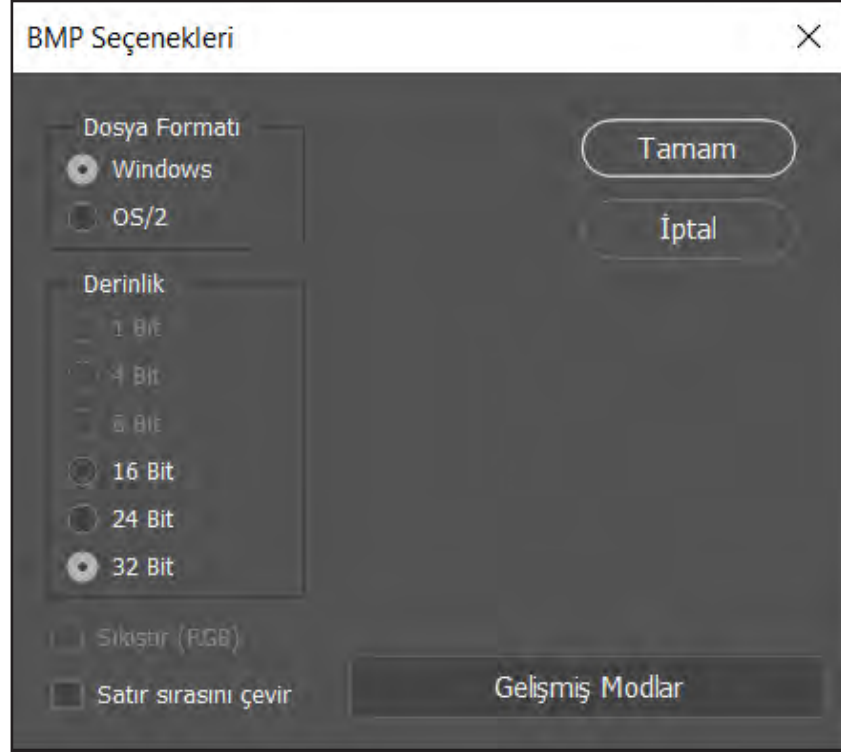 BMP Seçenekleri
Dosya Formatı
Windows
OS/2
Tamam
İptal
Derinlik
1 Bit
4 Bit
8 Bit
16 Bit
24 Bit
32 Bit
Sıkıştır (RGB)
Satır sırasını çevir
Gelişmiş Modlar